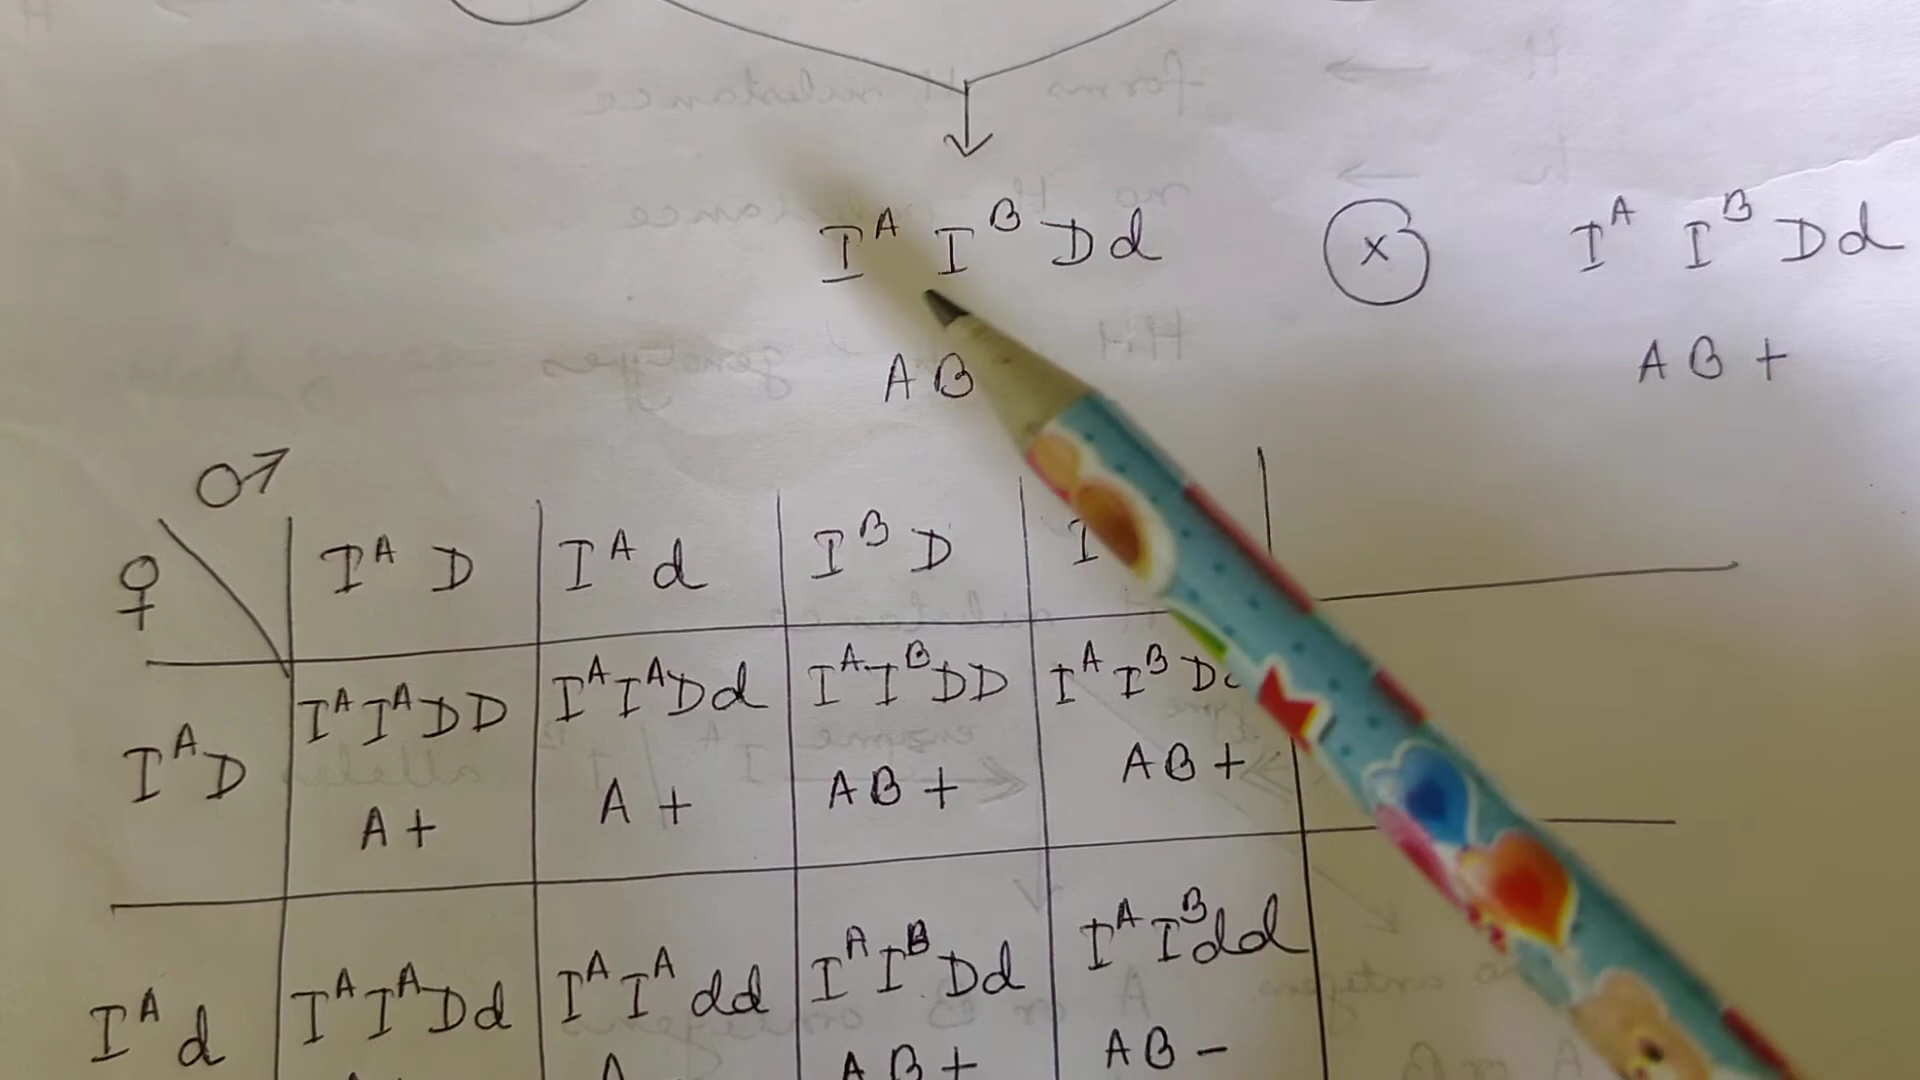 I^A I^B Dd × I^A I^B Dd
AB AB +
♂
♀ I^A D I^A d I^B D I
I^A D I^A I^A DD I^A I^A Dd I^A I^B DD I^A I^B D
A + A + AB + AB +
I^A d I^A I^A Dd I^A I^A dd I^A I^B Dd I^A I^B dd
A AB + AB −